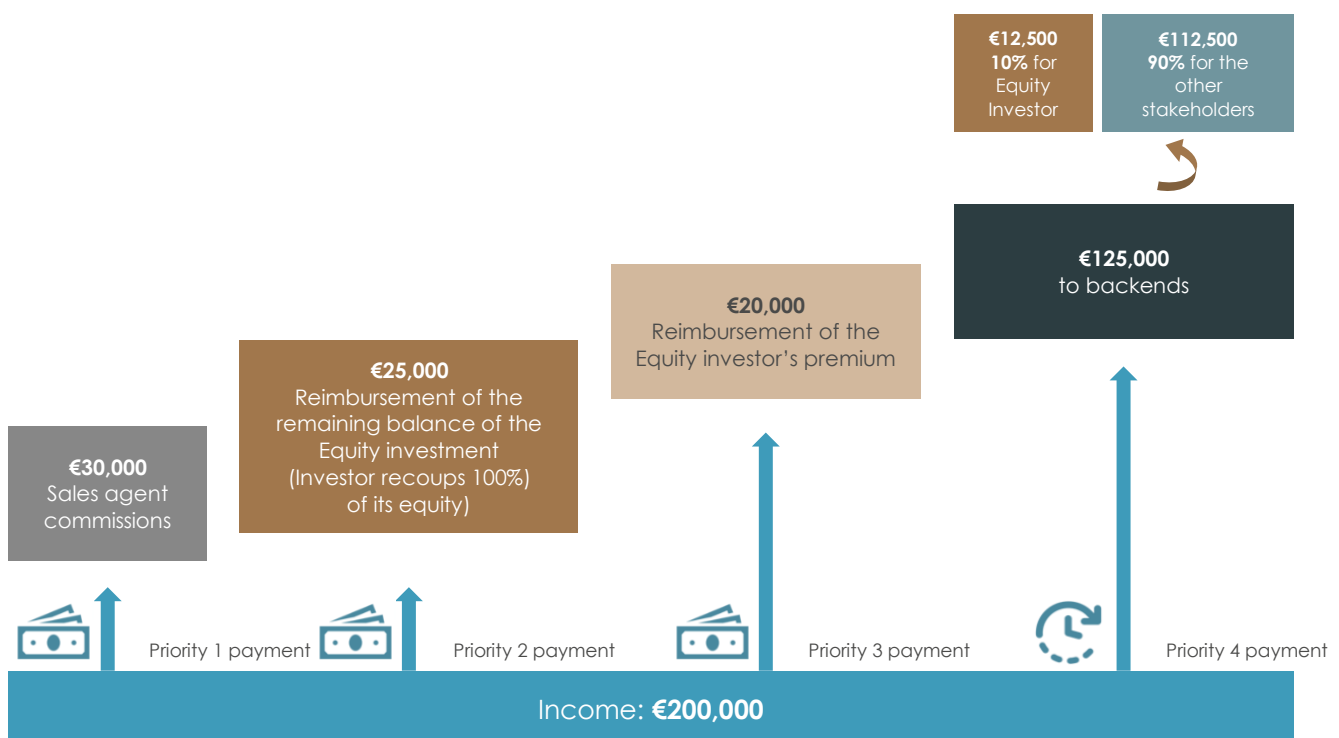 €12,500
10% for
Equity
Investor
€112,500
90% for the
other
stakeholders
€125,000
to backends
€20,000
Reimbursement of the
Equity investor's premium
€25,000
Reimbursement of the
remaining balance of the
Equity investment
(Investor recoups 100%)
of its equity)
€30,000
Sales agent
commissions
Priority 1 payment
Priority 2 payment
Priority 3 payment
Priority 4 payment
Income: €200,000